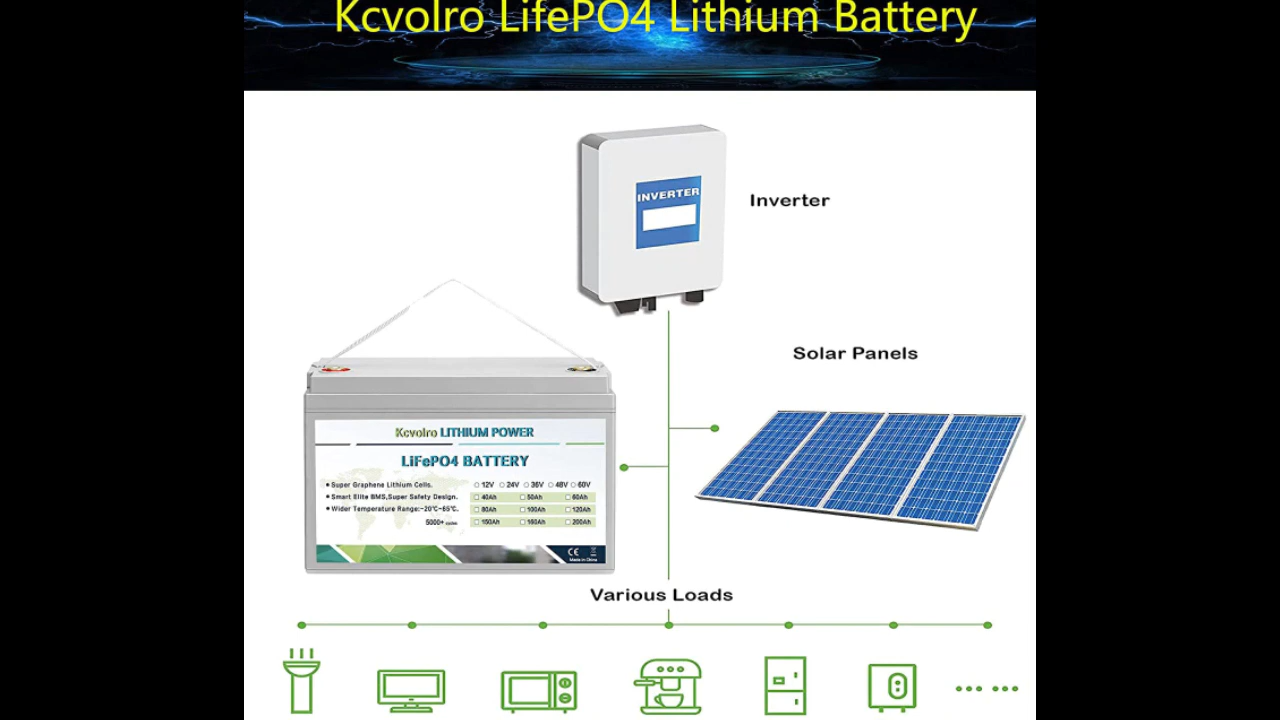 Kcvolro LifePO4 Lithium Battery
INVERTER
Inverter
Solar Panels
Kcvolro LITHIUM POWER
LiFePO4 BATTERY
Super Graphene Lithium Cells.
12V 24V 36V 48V 60V
Smart Elite BMS,Super Safety Design.
40Ah 50Ah 60Ah
Wider Temperature Range:-20℃-65℃.
80Ah 100Ah 120Ah
5000+ cycles
150Ah 160Ah 200Ah
CE
Made in China
Various Loads